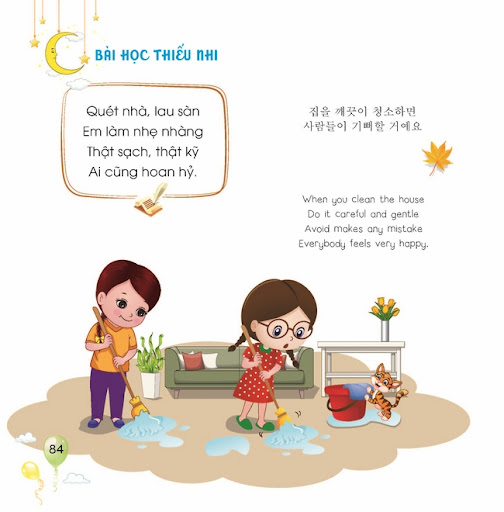 BÀI HỌC THIẾU NHI
Quét nhà, lau sàn
Em làm nhẹ nhàng
Thật sạch, thật kỹ
Ai cũng hoan hỷ.
집을 깨끗이 청소하면
사람들이 기뻐할 거예요
When you clean the house
Do it careful and gentle
Avoid makes any mistake
Everybody feels very happy.
84